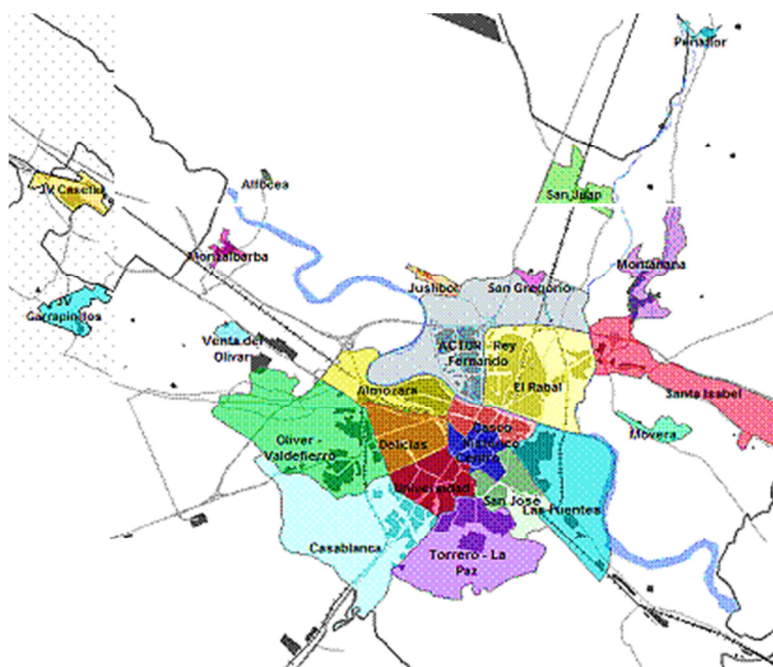 Peñaflor
JV Casetas
Alfocea
San Juan
Monzalbarba
Juslibol
San Gregorio
Montañana
JV
Garrapinillos
Venta del
Olivar
ACTUR - Rey
Fernando
El Rabal
Almozara
Santa Isabel
Casco
Histórico
Movera
Oliver -
Valdefierro
Delicias
Centro
Universidad
San José
Las Fuentes
Casablanca
Torrero - La
Paz